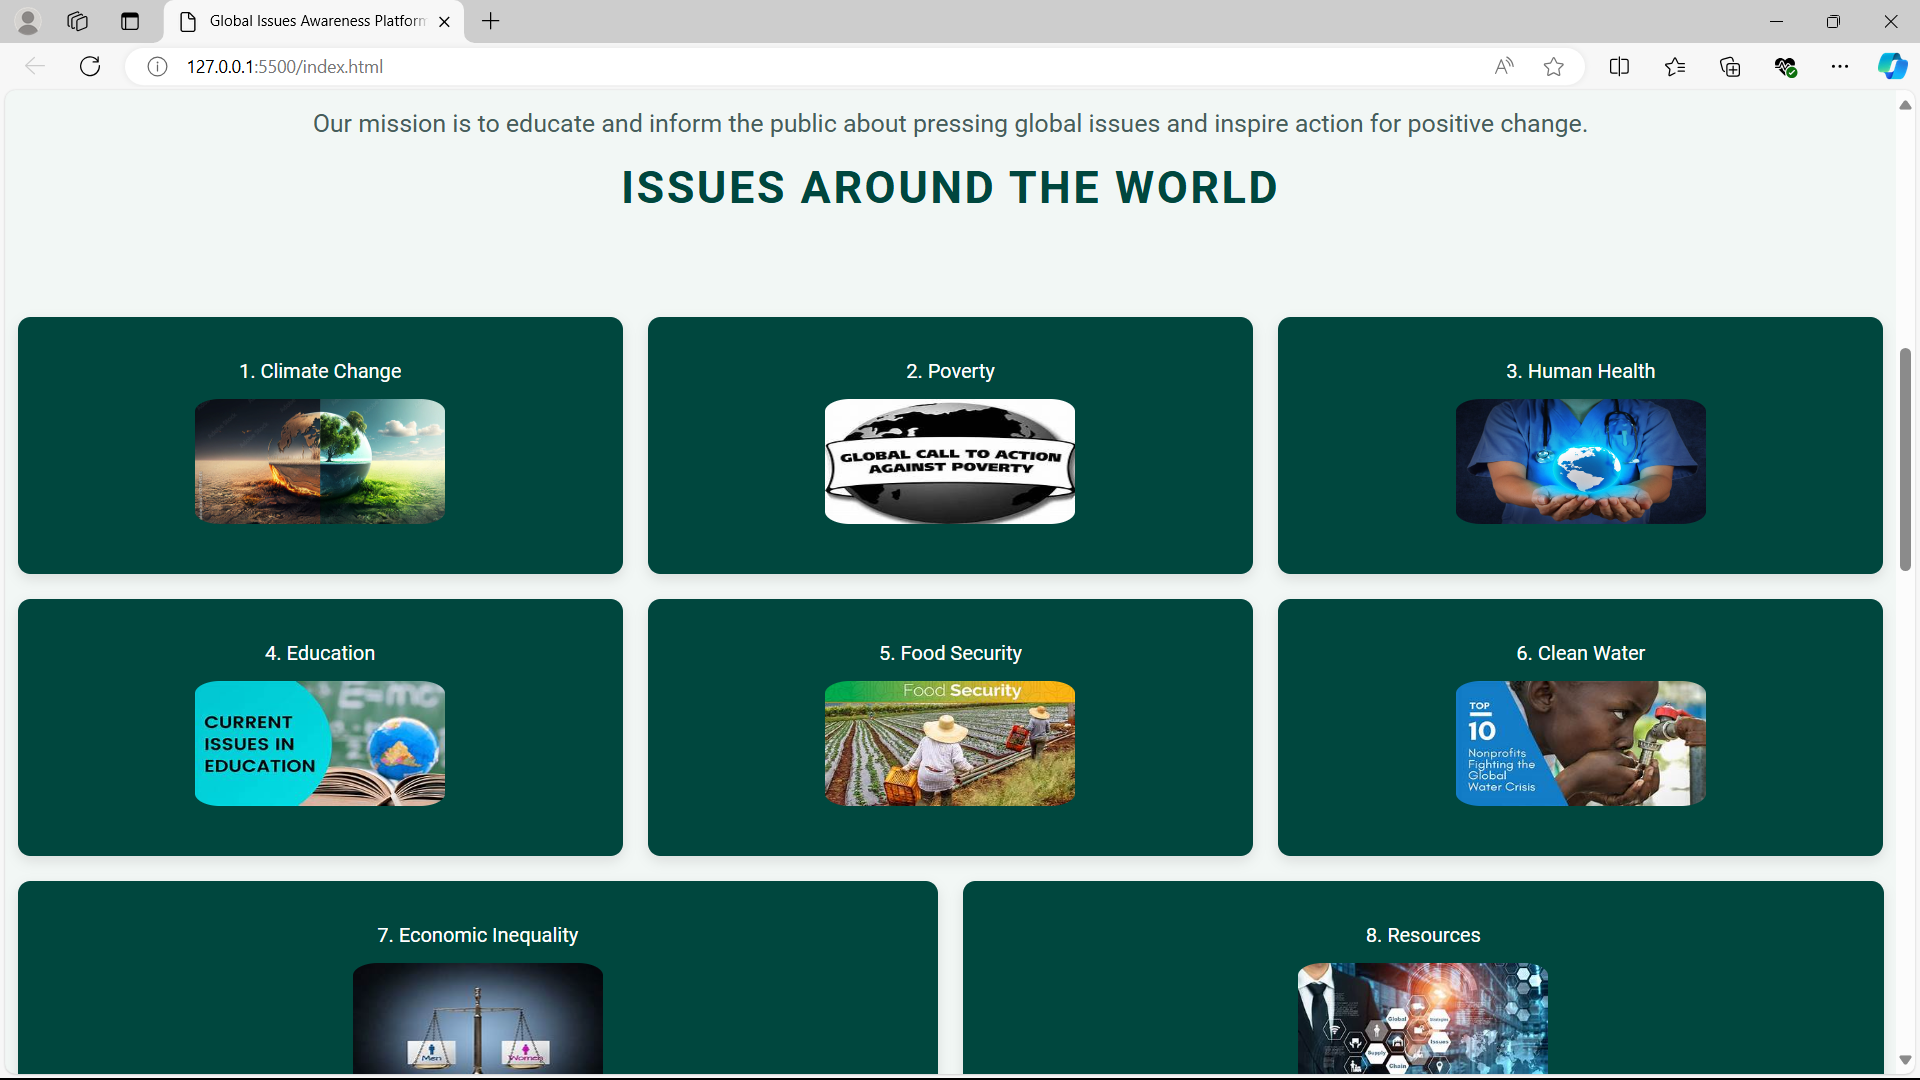 Global Issues Awareness Platform
127.0.0.1:5500/index.html
Our mission is to educate and inform the public about pressing global issues and inspire action for positive change.
ISSUES AROUND THE WORLD
1. Climate Change
2. Poverty
3. Human Health
GLOBAL CALL TO ACTION
AGAINST POVERTY
4. Education
5. Food Security
6. Clean Water
E=mc
CURRENT
ISSUES IN
EDUCATION
Food Security
TOP
10
Nonprofits
Fighting the
Global
Water Crisis
7. Economic Inequality
8. Resources
Men
Women
Global
Strategies
Issues
Supply
Chain